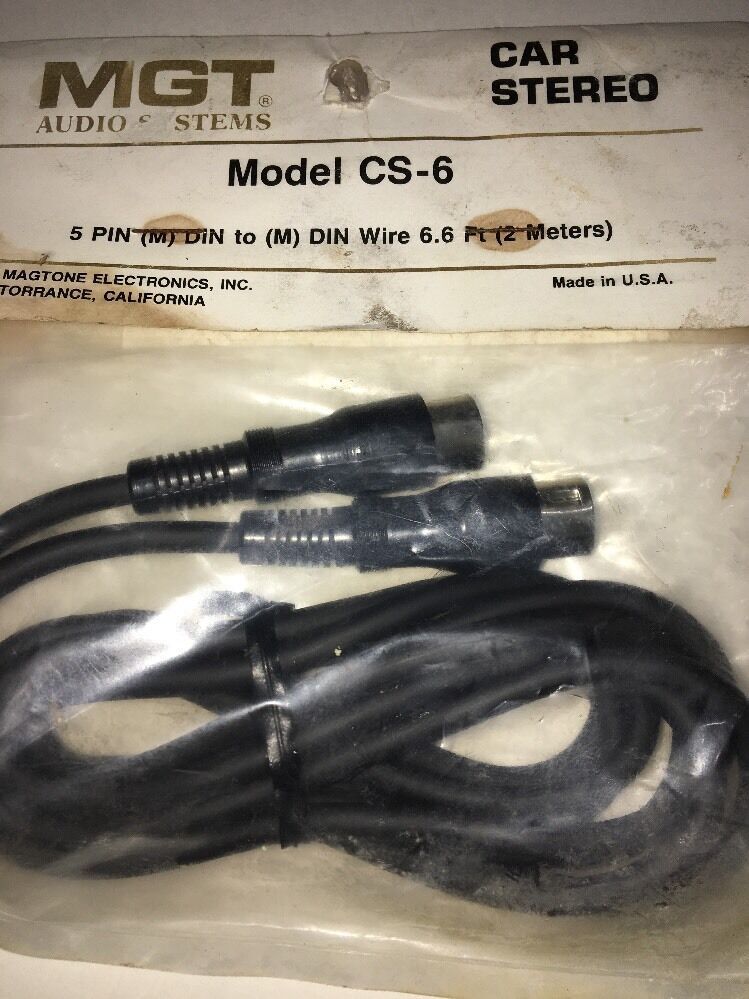 MGT®
AUDIO S STEMS
CAR
STEREO
Model CS-6
5 PIN (M) DIN to (M) DIN Wire 6.6 Ft (2 Meters)
MAGTONE ELECTRONICS, INC.
TORRANCE, CALIFORNIA
Made in U.S.A.